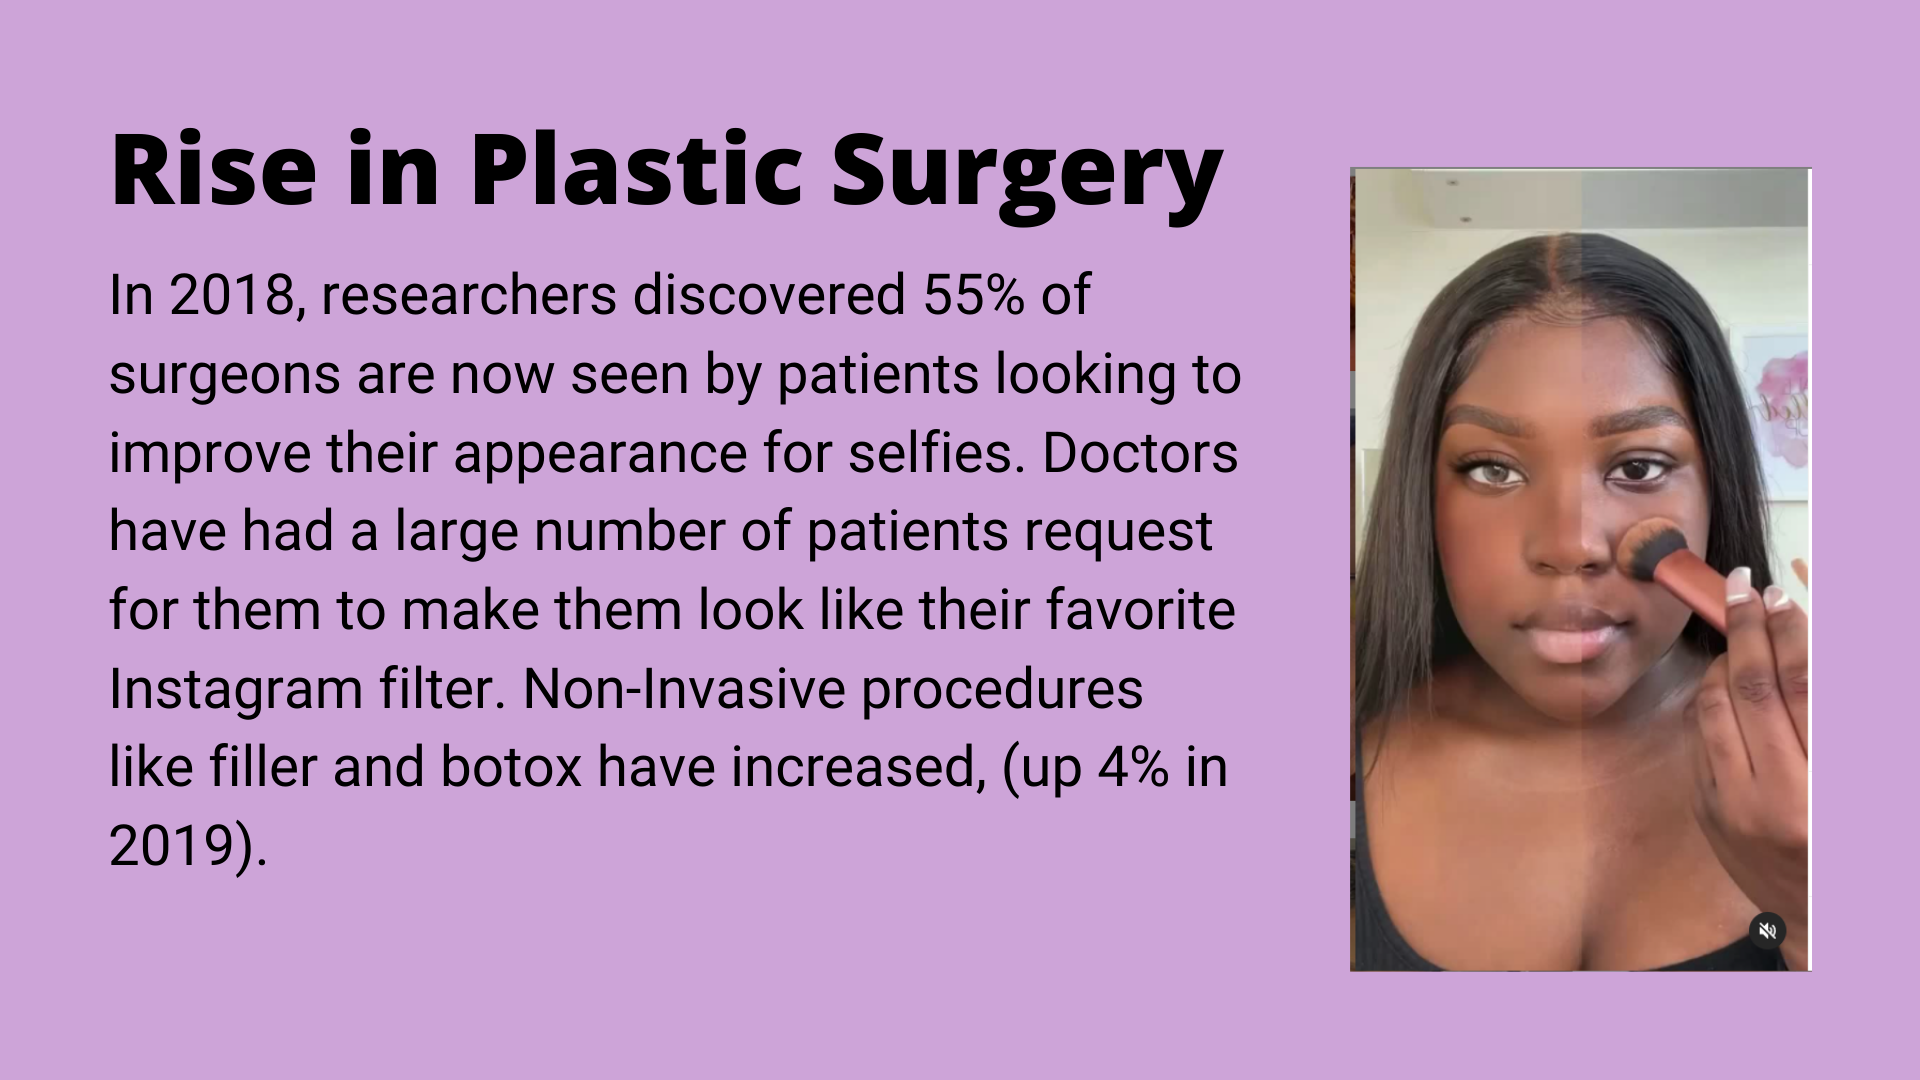 Rise in Plastic Surgery
In 2018, researchers discovered 55% of
surgeons are now seen by patients looking to
improve their appearance for selfies. Doctors
have had a large number of patients request
for them to make them look like their favorite
Instagram filter. Non-Invasive procedures
like filler and botox have increased, (up 4% in
2019).